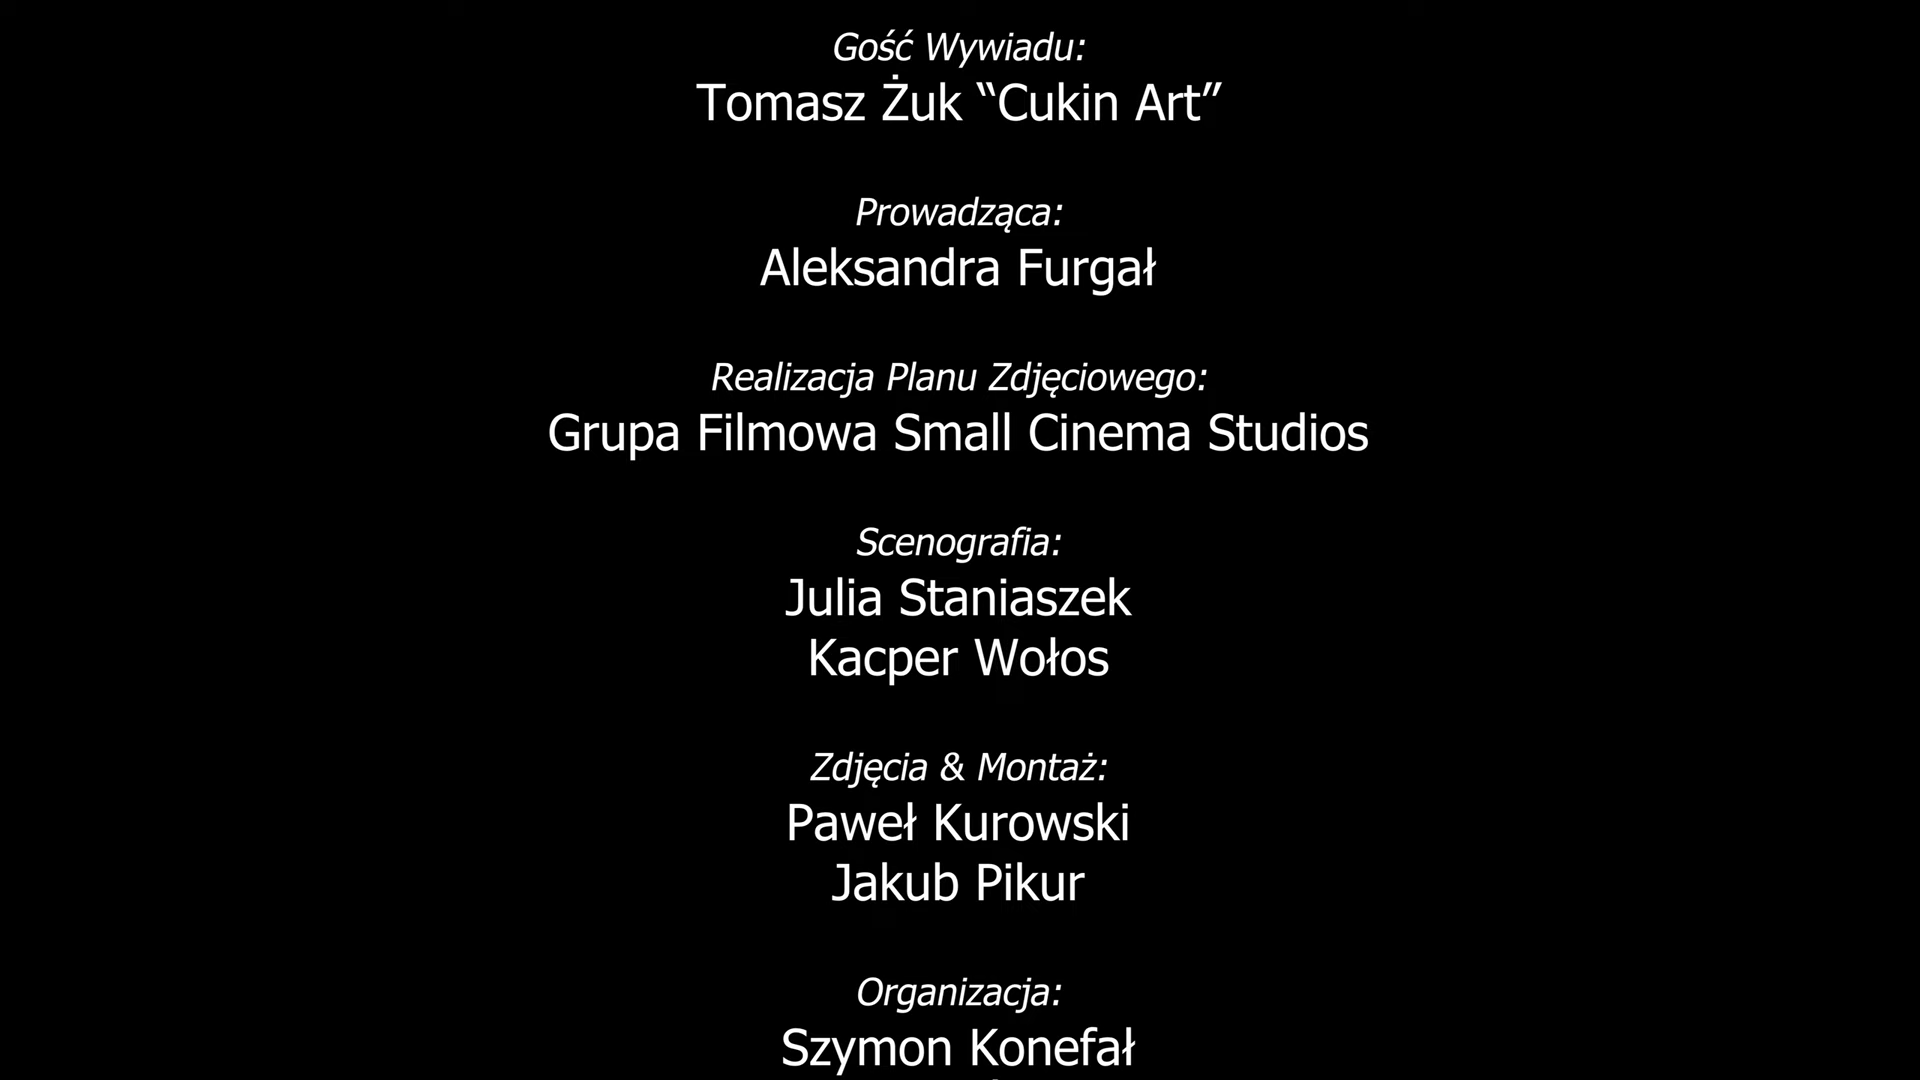 Gość Wywiadu:
Tomasz Żuk “Cukin Art”
Prowadząca:
Aleksandra Furgał
Realizacja Planu Zdjęciowego:
Grupa Filmowa Small Cinema Studios
Scenografia:
Julia Staniaszek
Kacper Wołos
Zdjęcia & Montaż:
Paweł Kurowski
Jakub Pikur
Organizacja:
Szymon Konefał